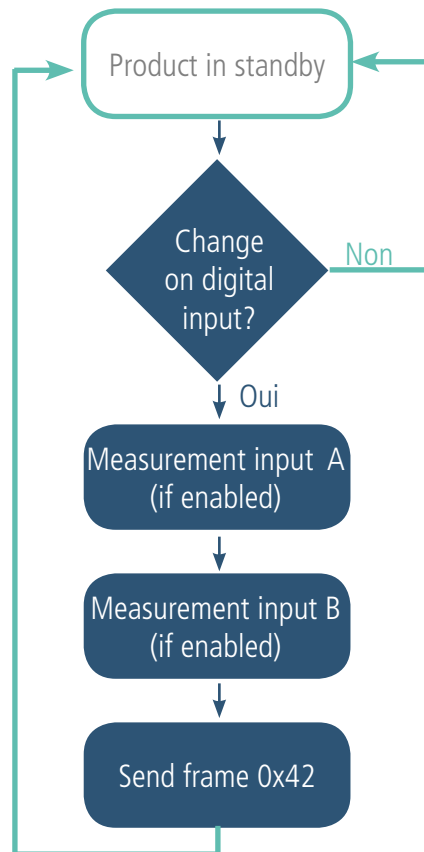 Product in standby
Change
on digital
input?
Non
Oui
Measurement input A
(if enabled)
Measurement input B
(if enabled)
Send frame 0x42